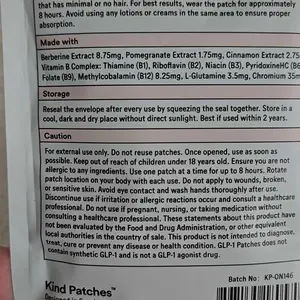 that is minimal or no hair. For best results, wear the patch for approximately
8 hours. Avoid using any lotions or creams in the same area to ensure proper
absorption.
Made with
Berberine Extract 8.75mg, Pomegranate Extract 1.75mg, Cinnamon Extract 2.75
Vitamin B Complex: Thiamine (B1), Riboflavin (B2), Niacin (B3), PyridoxineHC (B6
Folate (B9), Methylcobalamin (B12) 8.25mg, L-Glutamine 3.5mg, Chromium 35m
Storage
Reseal the envelope after every use by squeezing the seal together. Store in a
cool, dark and dry place without direct sunlight. Best if used within 2 years.
Caution
For external use only. Do not reuse patches. Once opened, use as soon as
possible. Keep out of reach of children under 18 years old. Ensure you are not
allergic to any ingredients. Use one patch at a time for up to 8 hours. Rotate
patch location on your body with each use. Do not apply to wounds, broken,
or sensitive skin. Avoid eye contact and wash hands thoroughly after use.
Discontinue use if irritation or allergic reactions occur and consult a healthcare
professional. Do not use if pregnant, nursing, or taking medication without
consulting a healthcare professional. These statements about this product have
not been evaluated by the Food and Drug Administration, or other equivalent
local authorities in the country of sale. This product is not intended to diagnose,
treat, cure or prevent any disease or health condition. GLP-1 Patches does not
contain synthetic GLP-1 and is not a GLP-1 agonist drug.
Batch No: KP-ON146
Kind Patches™
Designed in